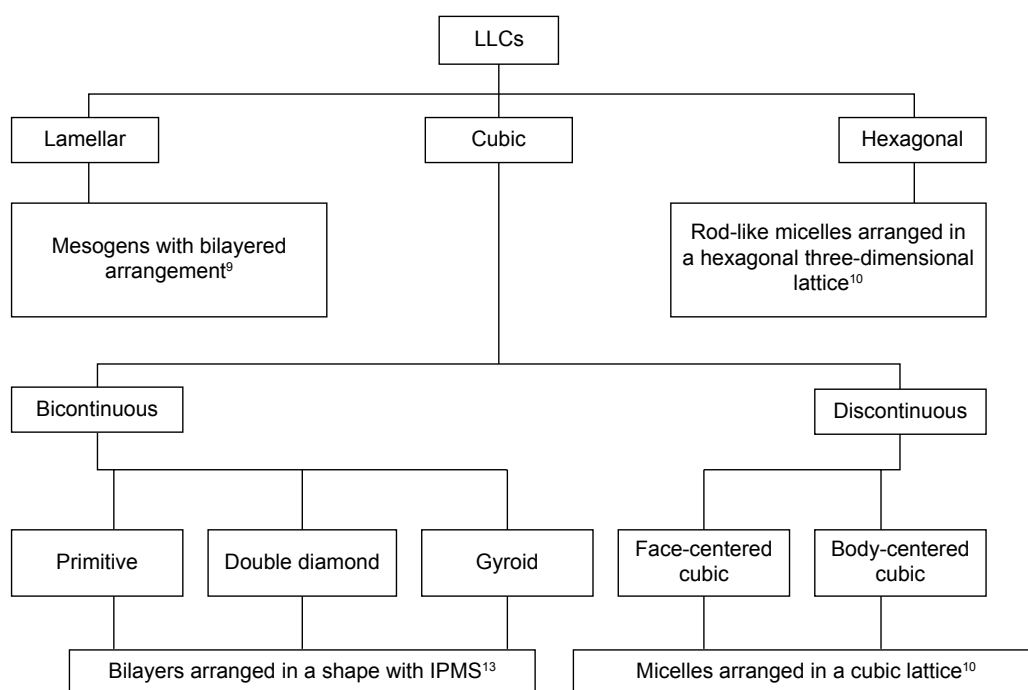 LLCs
Lamellar
Cubic
Hexagonal
Mesogens with bilayered
arrangement⁹
Rod-like micelles arranged in
a hexagonal three-dimensional
lattice¹⁰
Bicontinuous
Discontinuous
Primitive
Double diamond
Gyroid
Face-centered
cubic
Body-centered
cubic
Bilayers arranged in a shape with IPMS¹³
Micelles arranged in a cubic lattice¹⁰